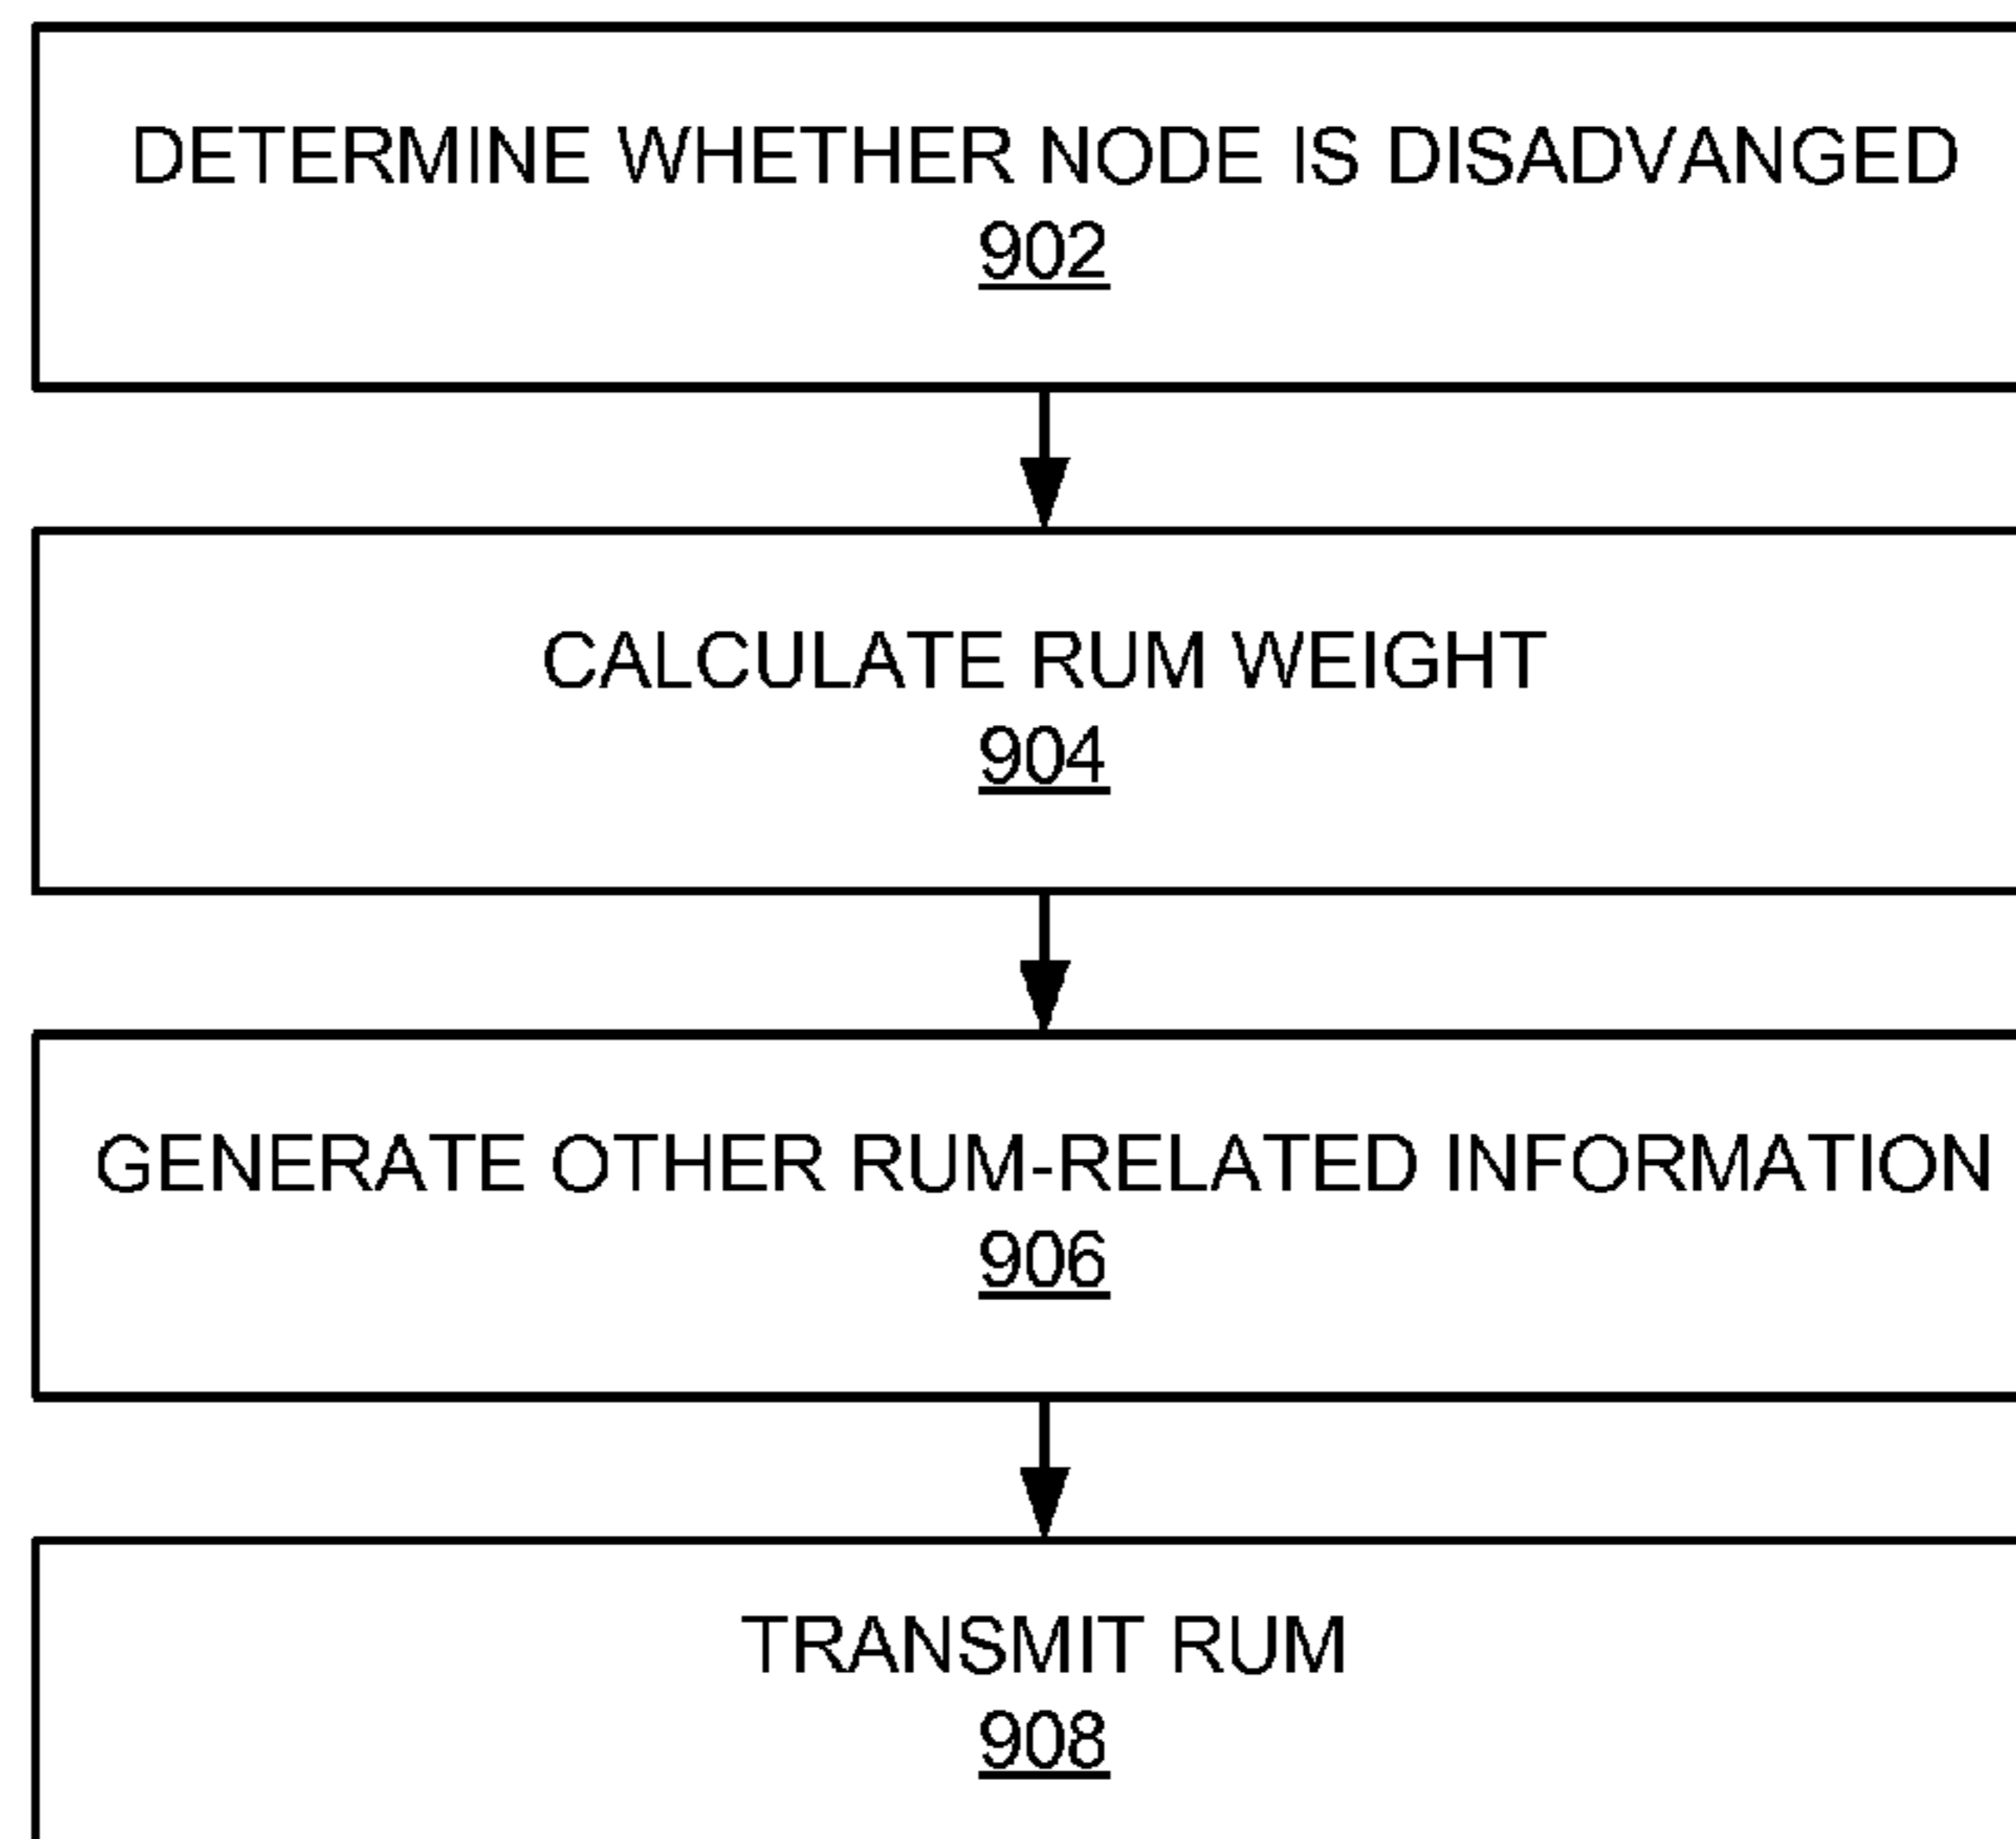 DETERMINE WHETHER NODE IS DISADVANGED
902
CALCULATE RUM WEIGHT
904
GENERATE OTHER RUM-RELATED INFORMATION
906
TRANSMIT RUM
908